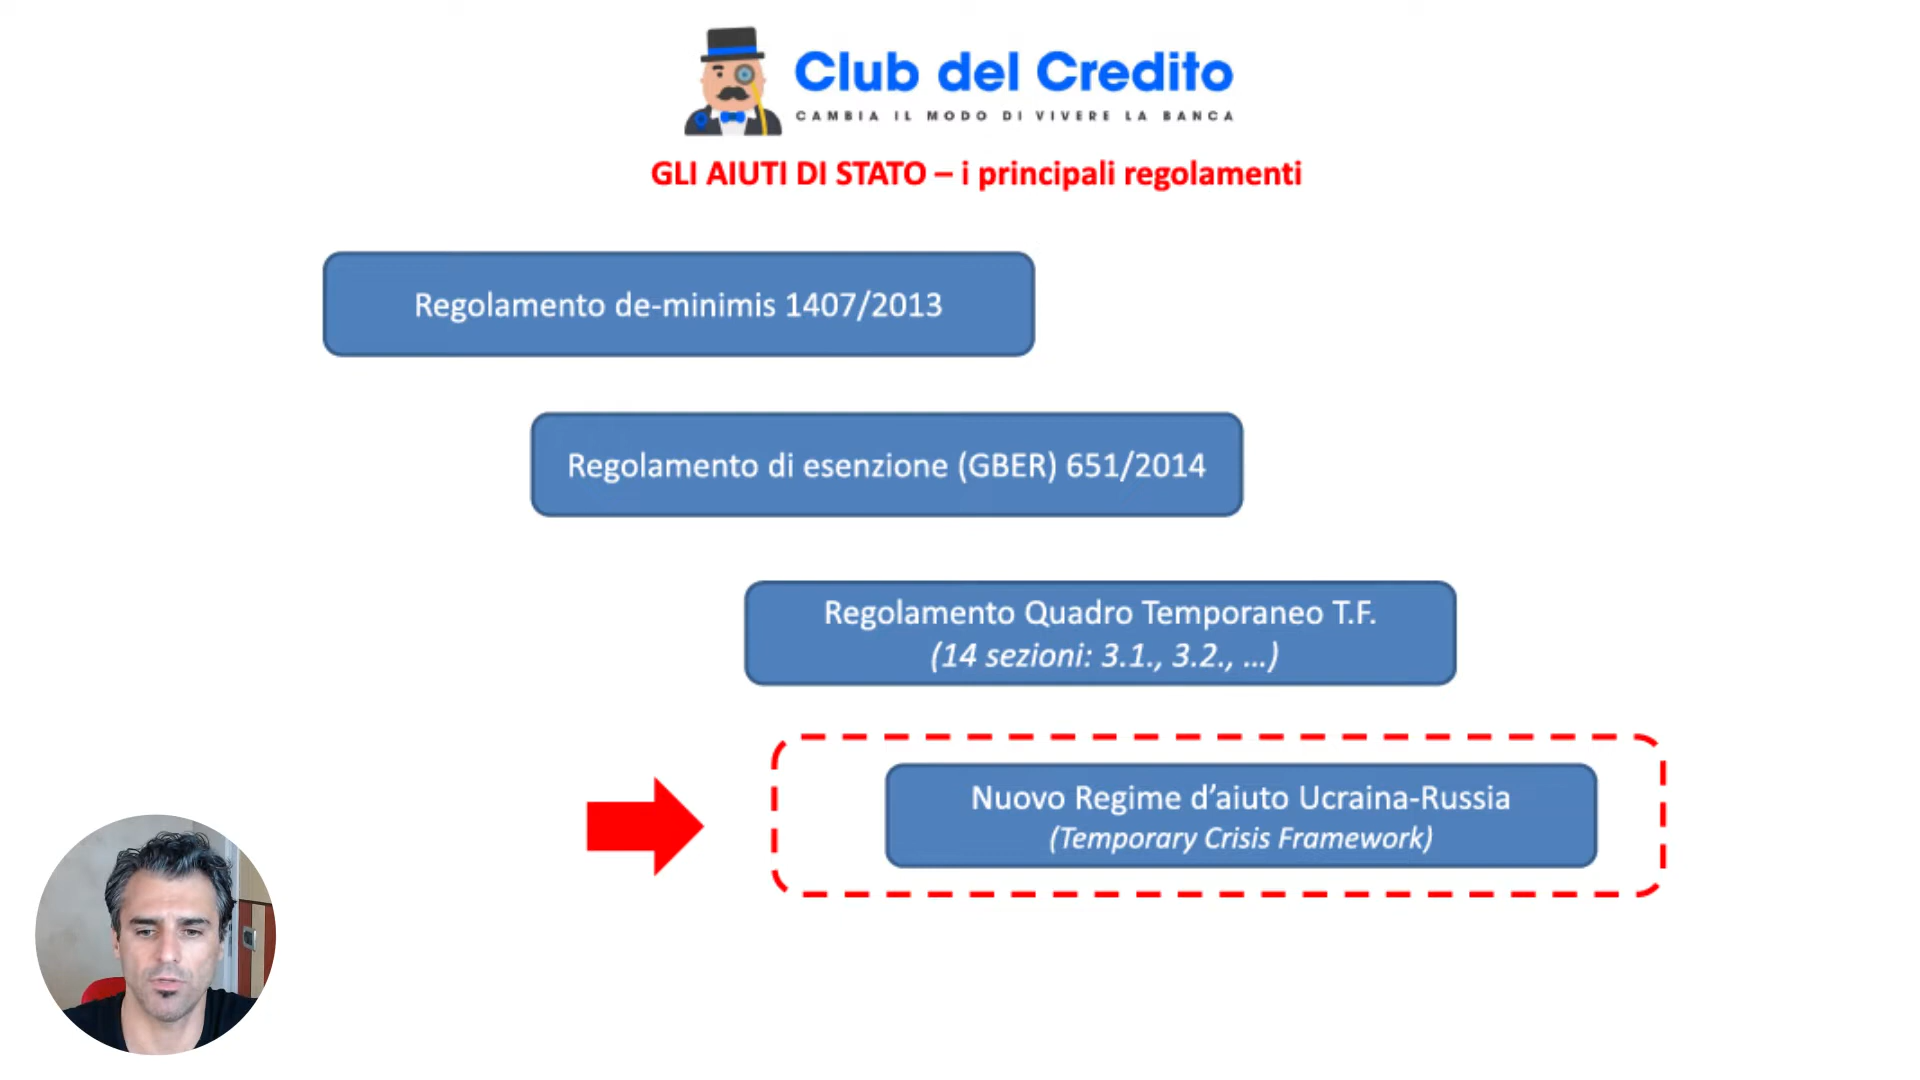 Club del Credito
CAMBIA IL MODO DI VIVERE LA BANCA
GLI AIUTI DI STATO – i principali regolamenti
Regolamento de-minimis 1407/2013
Regolamento di esenzione (GBER) 651/2014
Regolamento Quadro Temporaneo T.F.
(14 sezioni: 3.1., 3.2., ...)
Nuovo Regime d’aiuto Ucraina-Russia
(Temporary Crisis Framework)